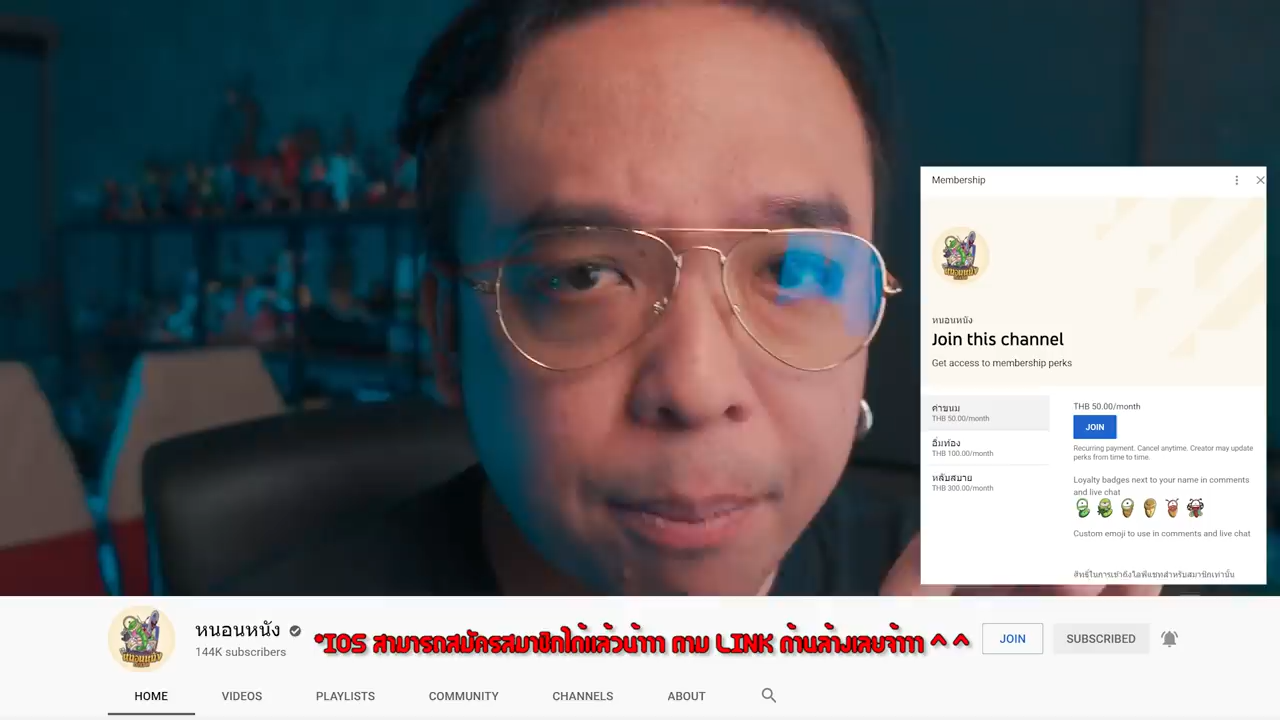 Membership
หนอนหนัง
Join this channel
Get access to membership perks
ค่าขนม
THB 50.00/month
อิ่มท้อง
THB 100.00/month
หลับสบาย
THB 300.00/month
THB 50.00/month
JOIN
Recurring payment. Cancel anytime. Creator may update
perks from time to time.
Loyalty badges next to your name in comments
and live chat
Custom emoji to use in comments and live chat
สิทธิ์ในการเข้าถึงไลฟ์แชทสำหรับสมาชิกเท่านั้น
หนอนหนัง
144K subscribers
*IOS สามารถสมัครสมาชิกได้แล้วน้าาา ตาม LINK ด้านล่างเลยจ้าาา ^ ^
JOIN
SUBSCRIBED
HOME VIDEOS PLAYLISTS COMMUNITY CHANNELS ABOUT